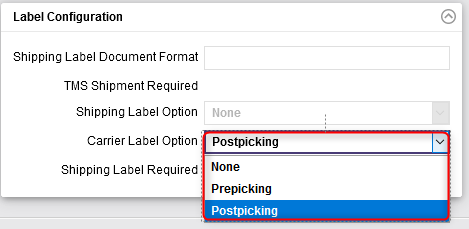 Label Configuration
Shipping Label Document Format
TMS Shipment Required
Shipping Label Option None
Carrier Label Option Postpicking
None
Shipping Label Required Prepicking
Postpicking